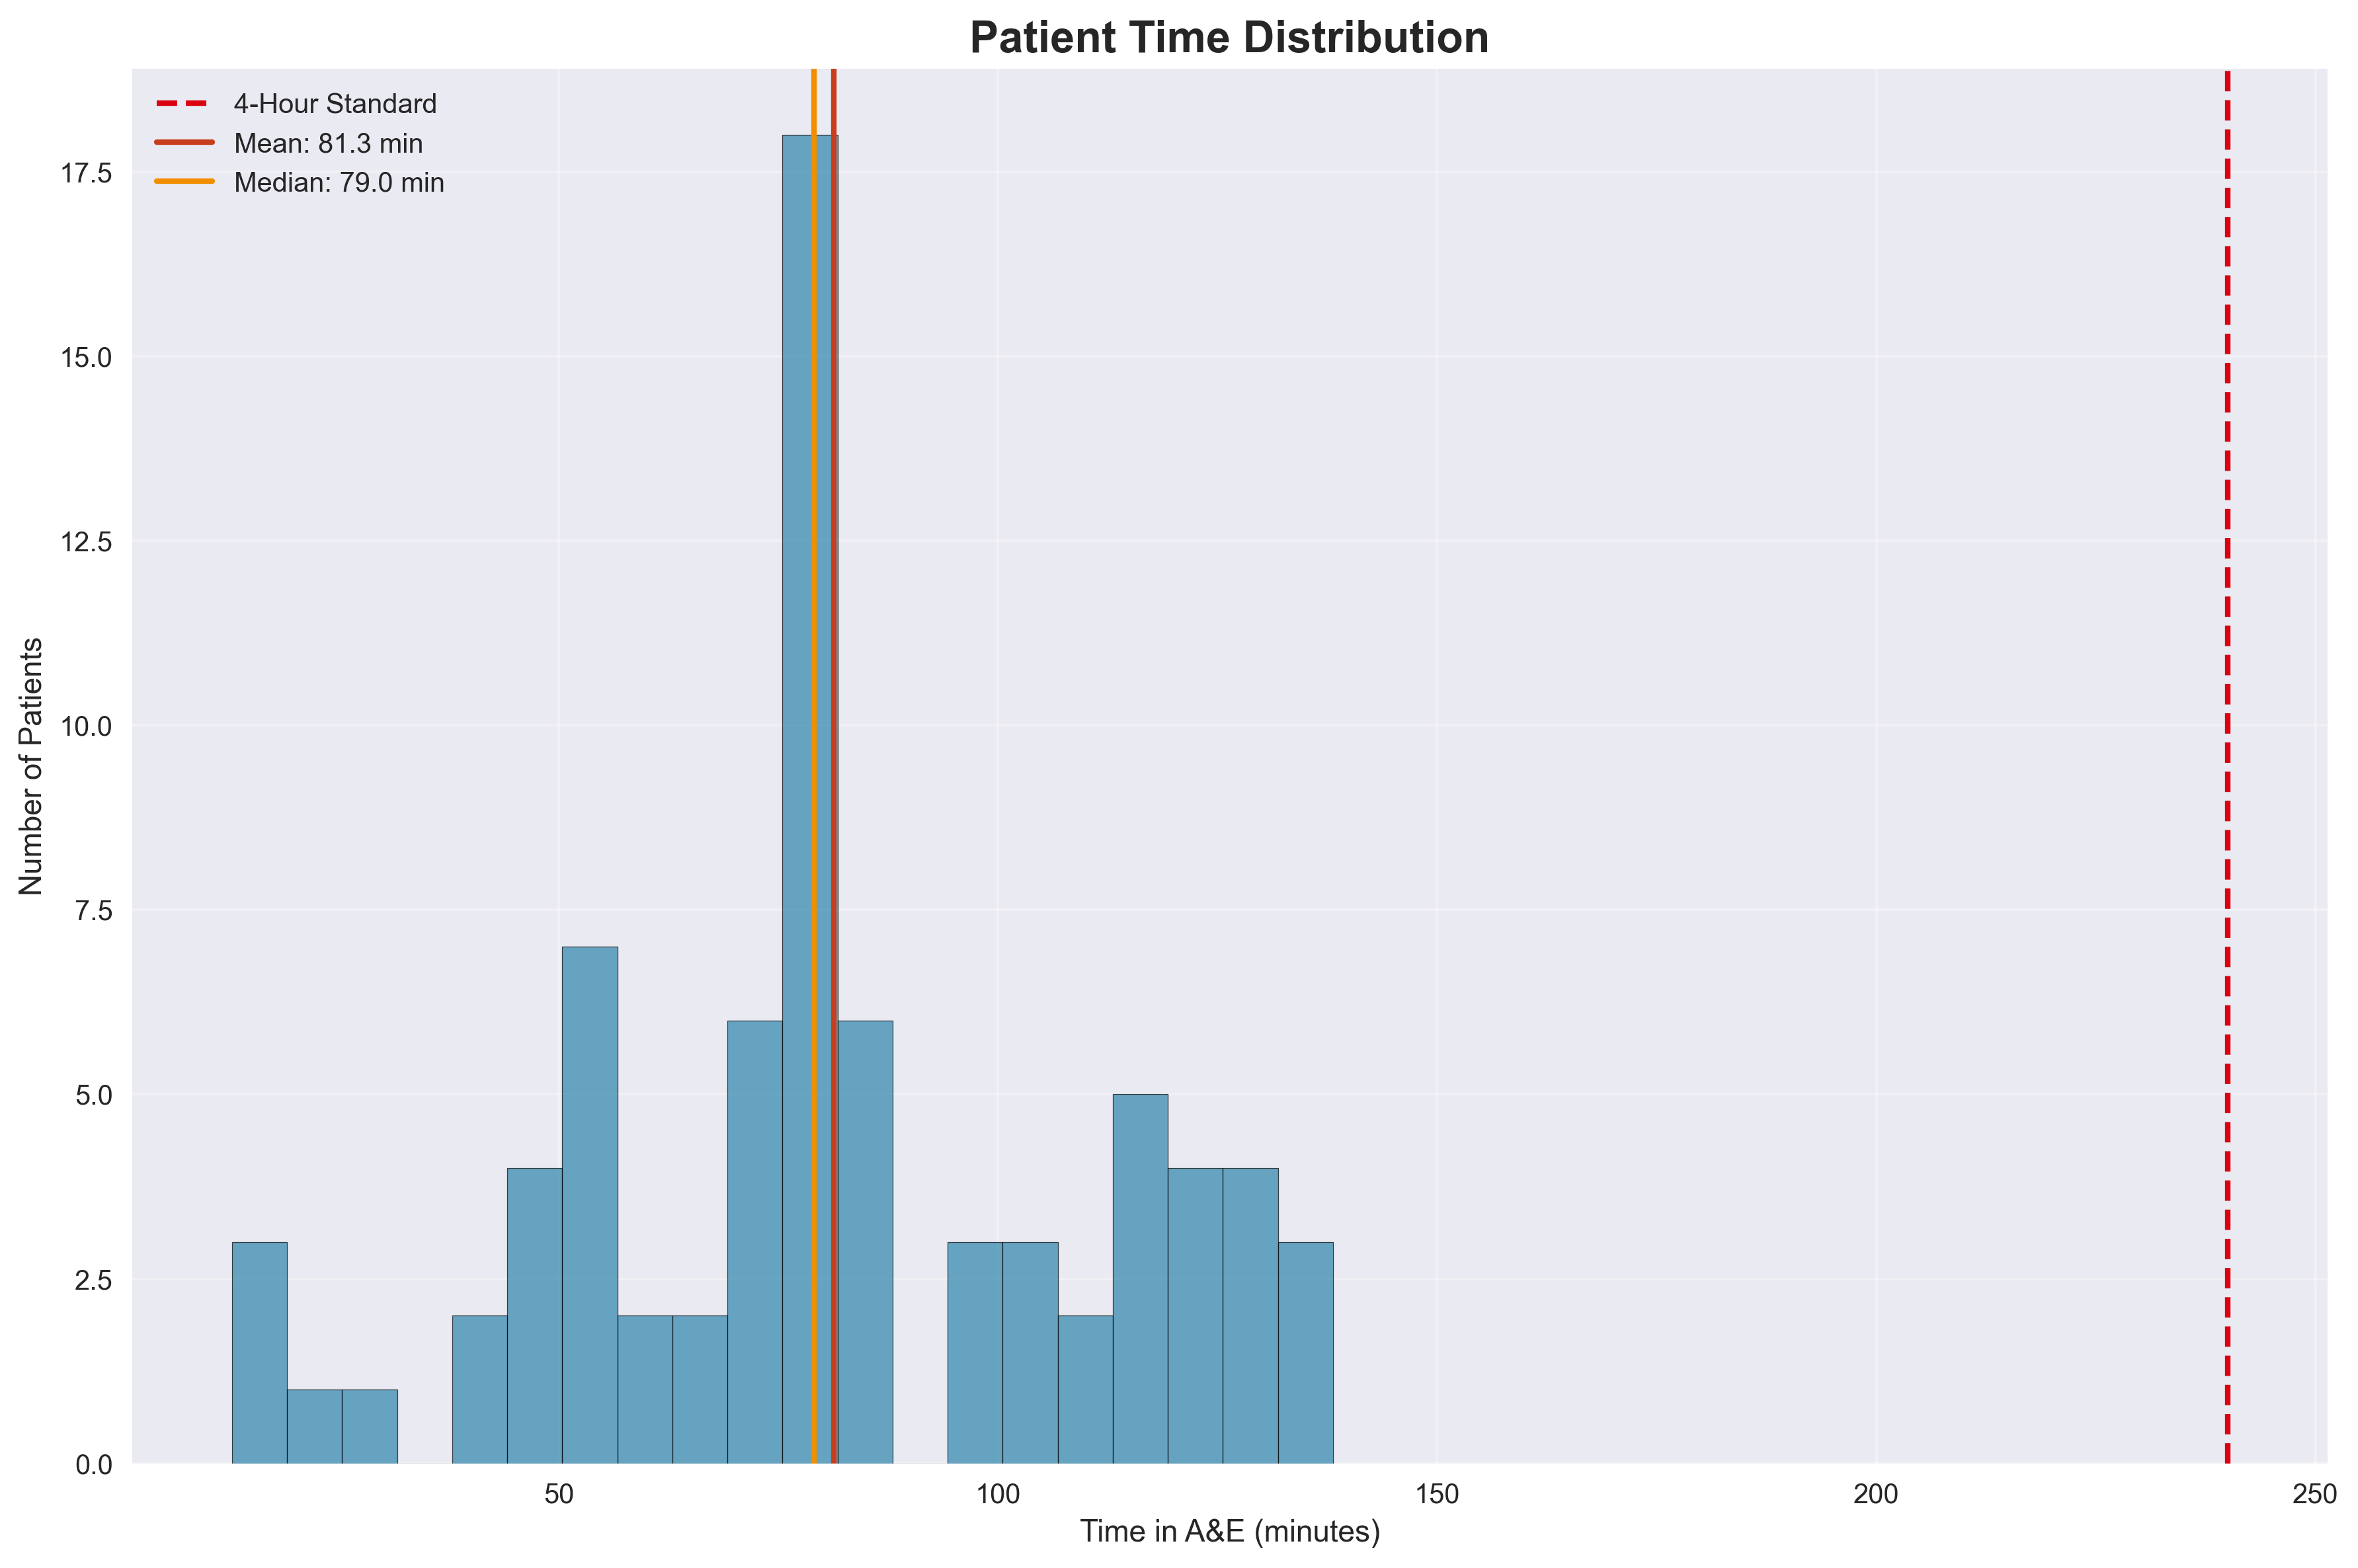 Patient Time Distribution
4-Hour Standard
Mean: 81.3 min
Median: 79.0 min
17.5
15.0
12.5
10.0
7.5
5.0
2.5
0.0
Number of Patients
50
100
150
200
250
Time in A&E (minutes)